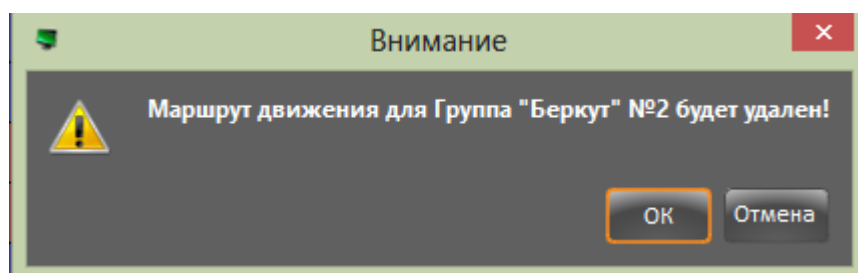 Внимание
Маршрут движения для Группа "Беркут" №2 будет удален!
ОК
Отмена